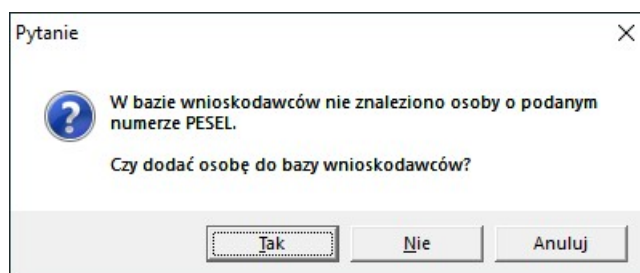 Pytanie
W bazie wnioskodawców nie znaleziono osoby o podanym
numerze PESEL.
Czy dodać osobę do bazy wnioskodawców?
Tak
Nie
Anuluj